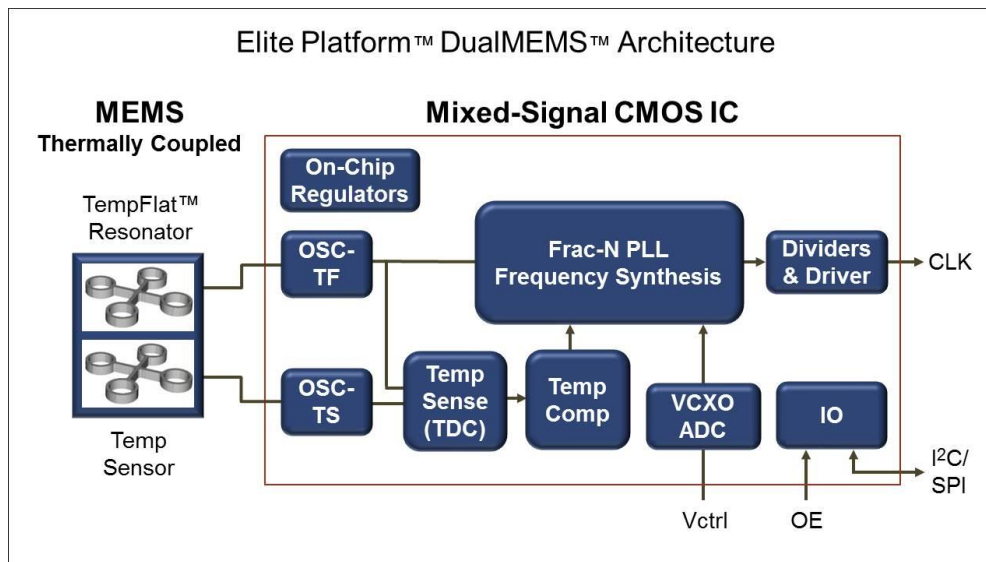 Elite Platform™ DualMEMS™ Architecture
MEMS
Thermally Coupled
Mixed-Signal CMOS IC
TempFlat™
Resonator
On-Chip
Regulators
OSC-
TF
Frac-N PLL
Frequency Synthesis
Dividers
& Driver
CLK
OSC-
TS
Temp
Sense
(TDC)
Temp
Comp
VCXO
ADC
IO
Temp
Sensor
I²C/
SPI
Vctrl
OE